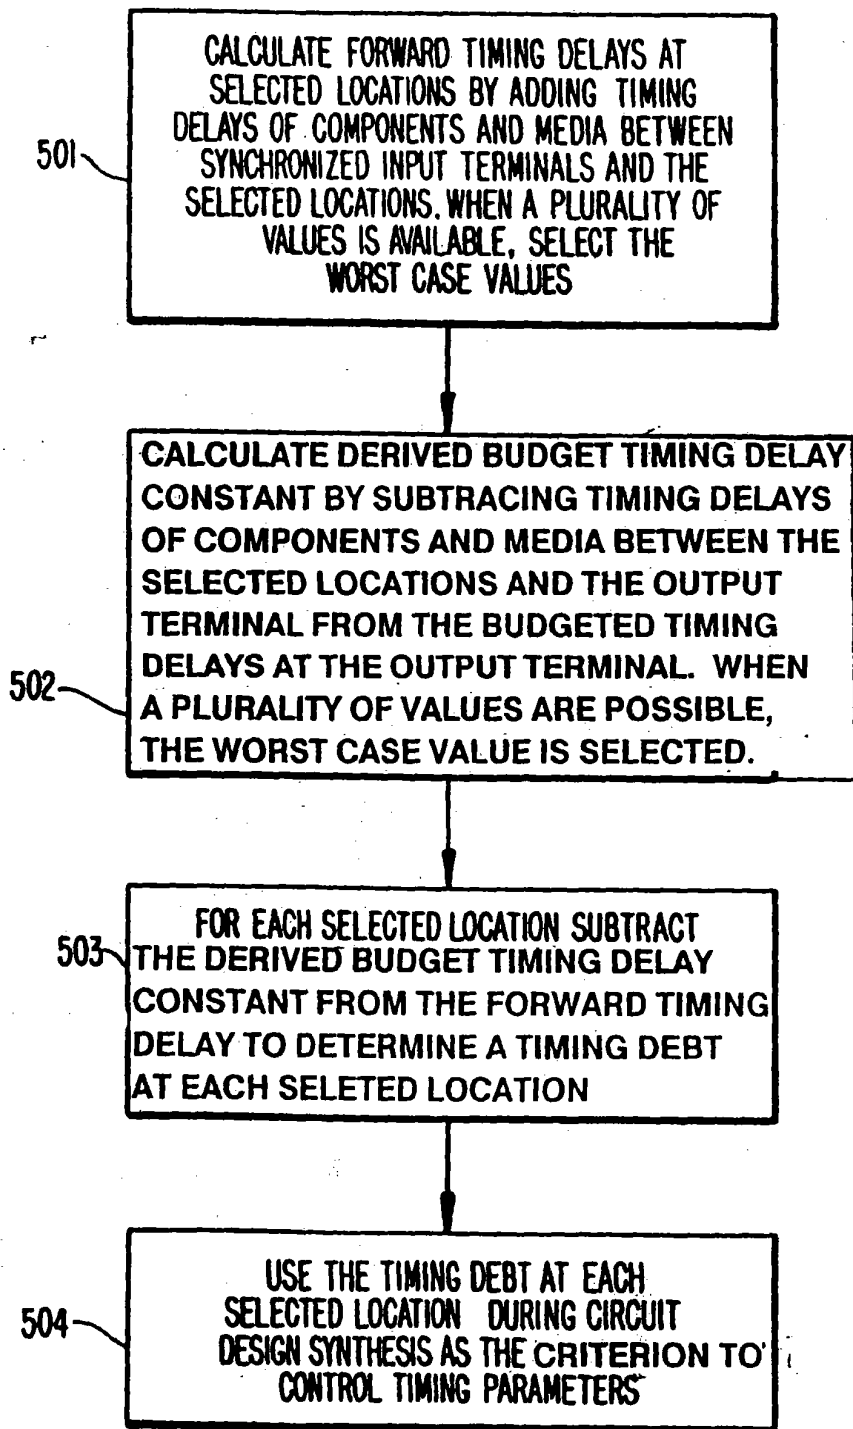 CALCULATE FORWARD TIMING DELAYS AT
SELECTED LOCATIONS BY ADDING TIMING
DELAYS OF COMPONENTS AND MEDIA BETWEEN
501
SYNCHRONIZED INPUT TERMINALS AND THE
SELECTED LOCATIONS. WHEN A PLURALITY OF
VALUES IS AVAILABLE, SELECT THE
WORST CASE VALUES
CALCULATE DERIVED BUDGET TIMING DELAY
CONSTANT BY SUBTRACING TIMING DELAYS
OF COMPONENTS AND MEDIA BETWEEN THE
SELECTED LOCATIONS AND THE OUTPUT
TERMINAL FROM THE BUDGETED TIMING
DELAYS AT THE OUTPUT TERMINAL. WHEN
502
A PLURALITY OF VALUES ARE POSSIBLE,
THE WORST CASE VALUE IS SELECTED.
FOR EACH SELECTED LOCATION SUBTRACT
503
THE DERIVED BUDGET TIMING DELAY
CONSTANT FROM THE FORWARD TIMING
DELAY TO DETERMINE A TIMING DEBT
AT EACH SELETED LOCATION
USE THE TIMING DEBT AT EACH
SELECTED LOCATION DURING CIRCUIT
504
DESIGN SYNTHESIS AS THE CRITERION TO
CONTROL TIMING PARAMETERS